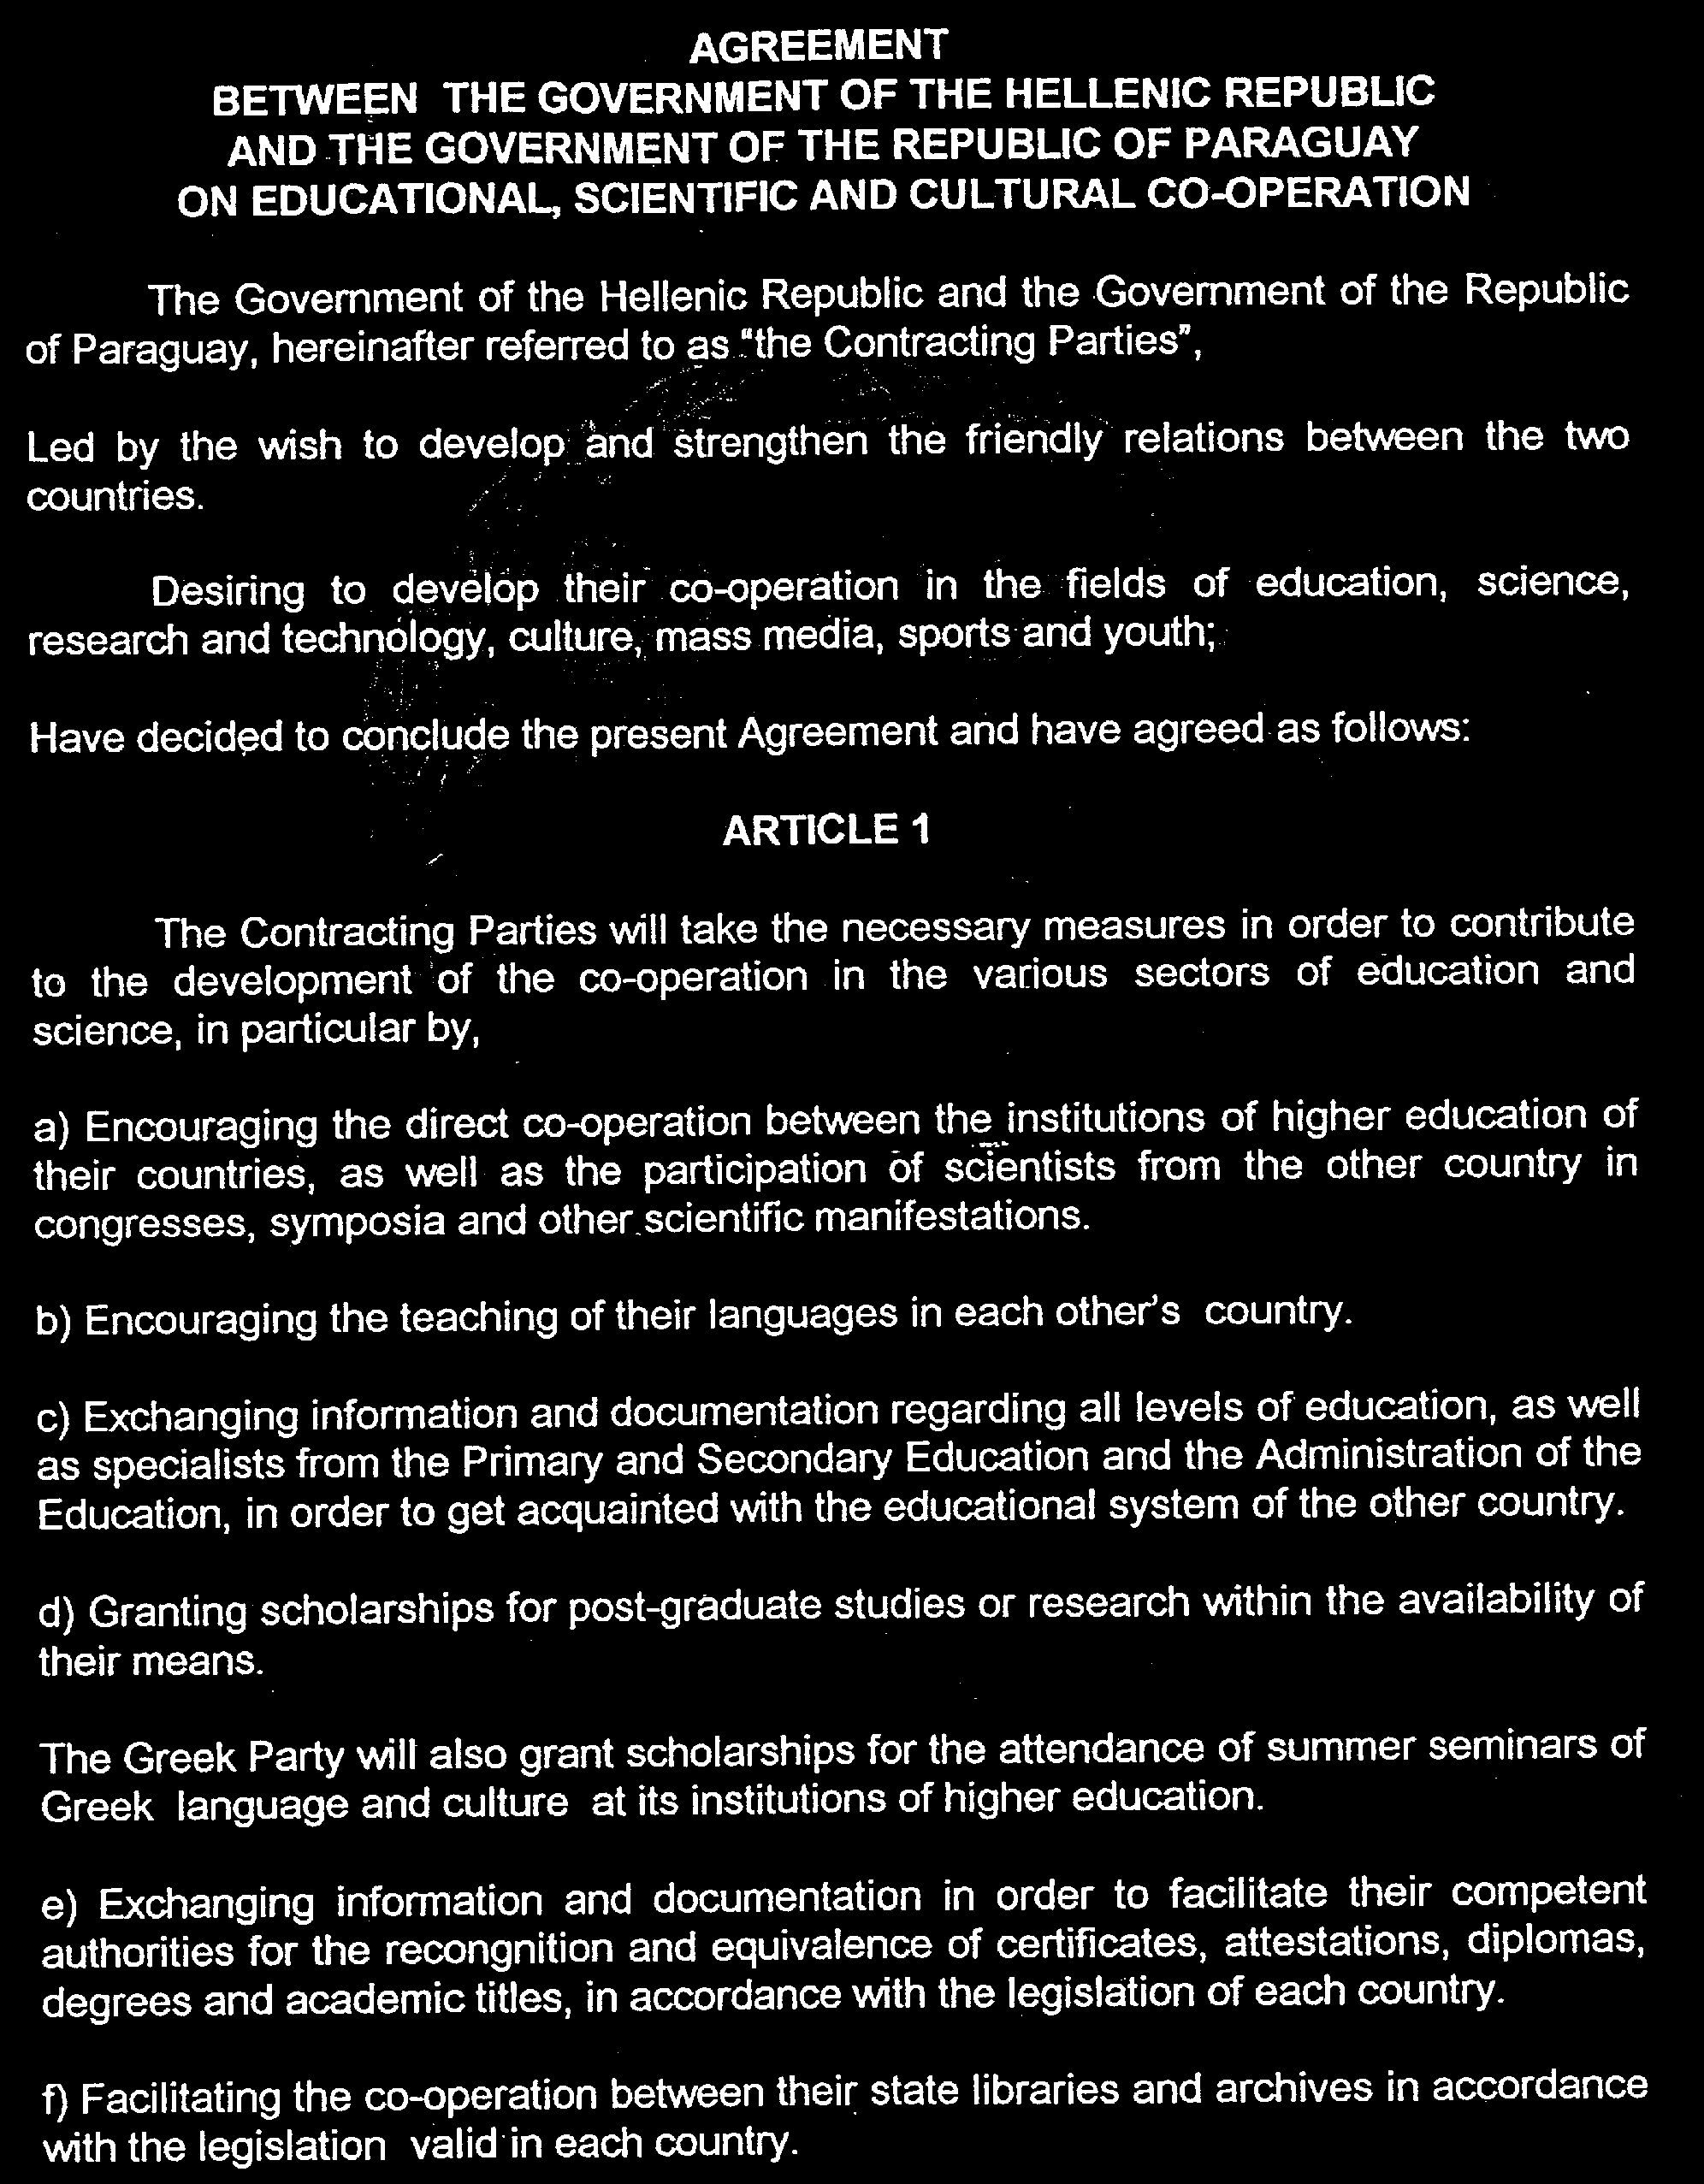 AGREEMENT
BETWEEN THE GOVERNMENT OF THE HELLENIC REPUBLIC
AND THE GOVERNMENT OF THE REPUBLIC OF PARAGUAY
ON EDUCATIONAL, SCIENTIFIC AND CULTURAL CO-OPERATION
The Government of the Hellenic Republic and the Government of the Republic
of Paraguay, hereinafter referred to as "the Contracting Parties",
Led by the wish to develop and strengthen the friendly relations between the two
countries.
Desiring to develop their co-operation in the fields of education, science,
research and technology, culture, mass media, sports and youth;
Have decided to conclude the present Agreement and have agreed as follows:
ARTICLE 1
The Contracting Parties will take the necessary measures in order to contribute
to the development of the co-operation in the various sectors of education and
science, in particular by,
a) Encouraging the direct co-operation between the institutions of higher education of
their countries, as well as the participation of scientists from the other country in
congresses, symposia and other scientific manifestations.
b) Encouraging the teaching of their languages in each other's country.
c) Exchanging information and documentation regarding all levels of education, as well
as specialists from the Primary and Secondary Education and the Administration of the
Education, in order to get acquainted with the educational system of the other country.
d) Granting scholarships for post-graduate studies or research within the availability of
their means.
The Greek Party will also grant scholarships for the attendance of summer seminars of
Greek language and culture at its institutions of higher education.
e) Exchanging information and documentation in order to facilitate their competent
authorities for the recongnition and equivalence of certificates, attestations, diplomas,
degrees and academic titles, in accordance with the legislation of each country.
f) Facilitating the co-operation between their state libraries and archives in accordance
with the legislation valid in each country.